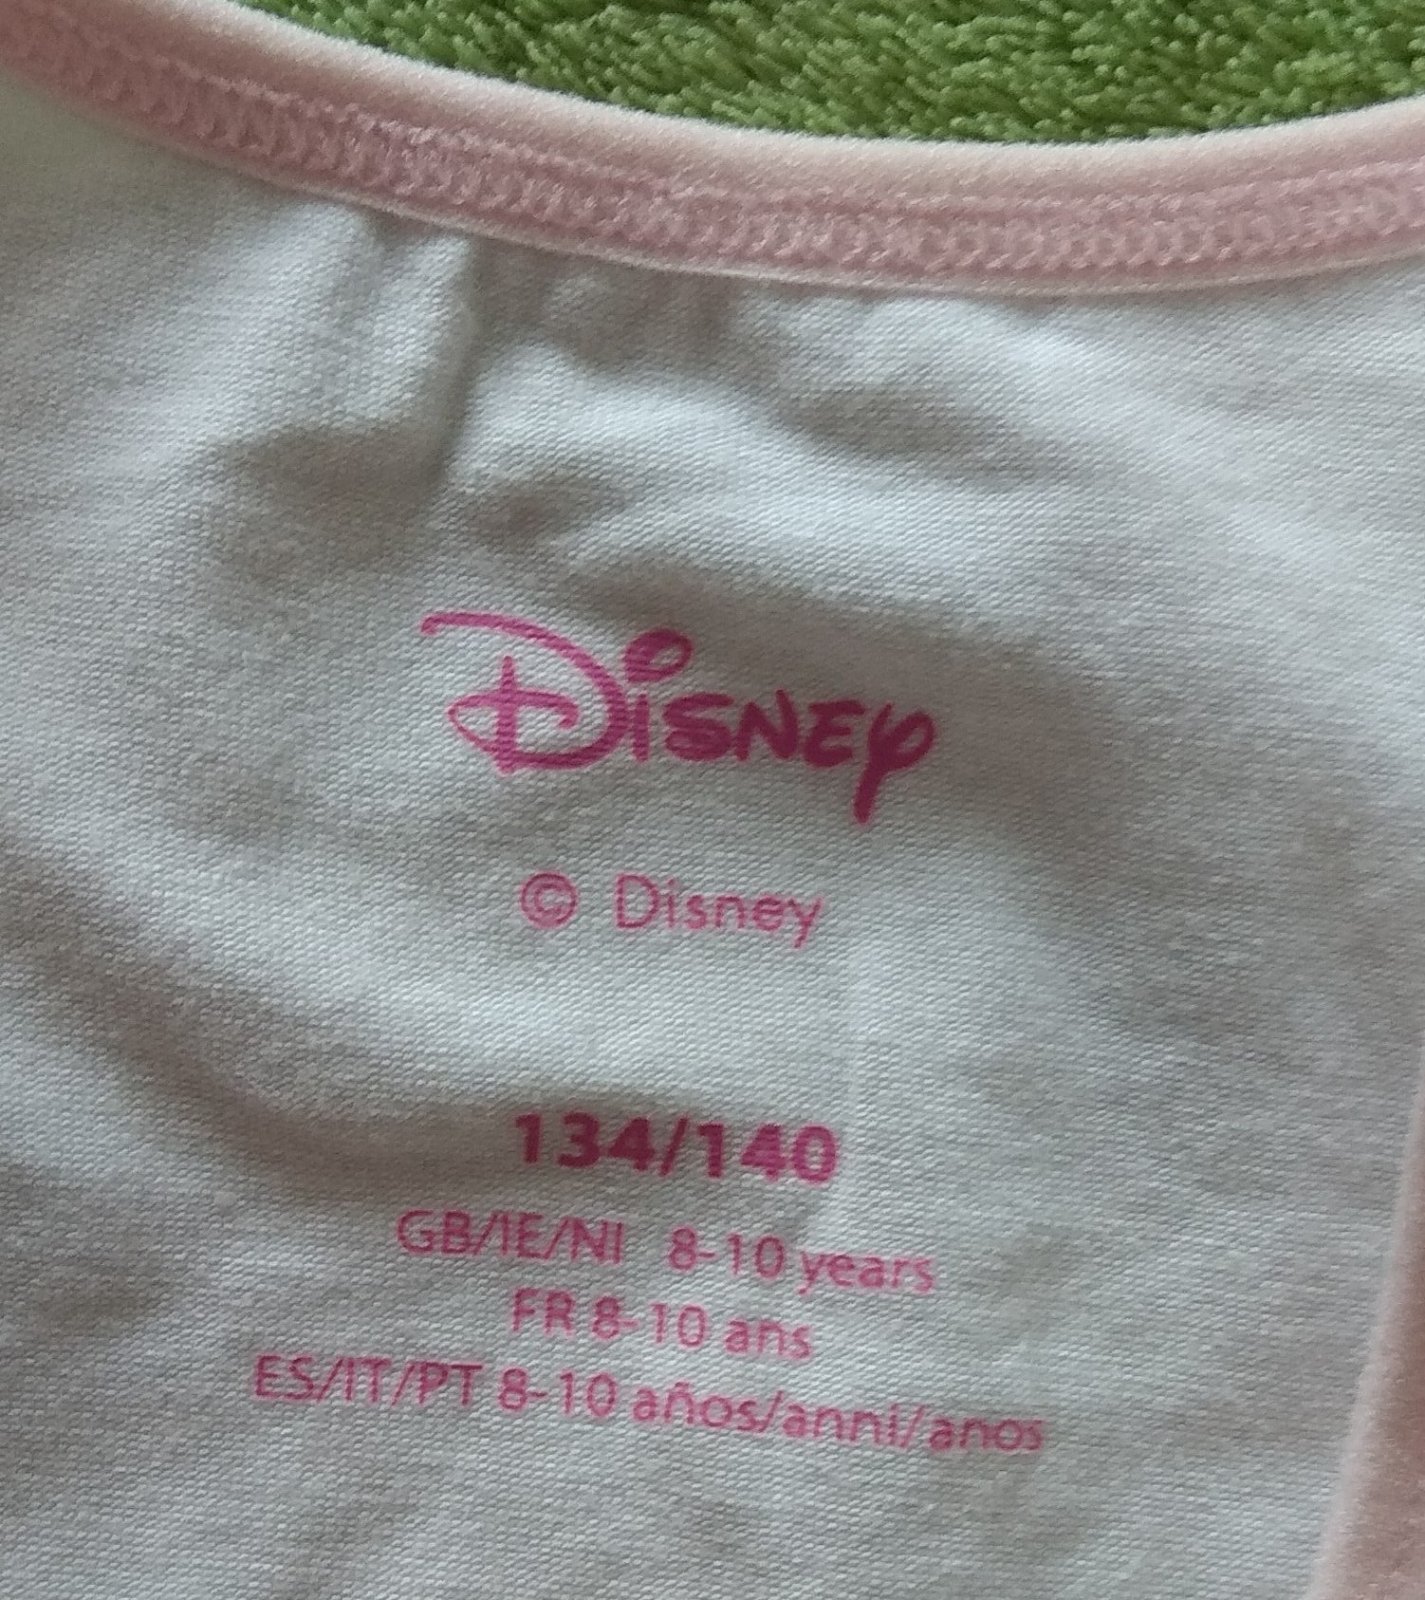 Disney
© Disney
134/140
GB/IE/NI 8-10 years
FR 8-10 ans
ES/IT/PT 8-10 años/anni/anos